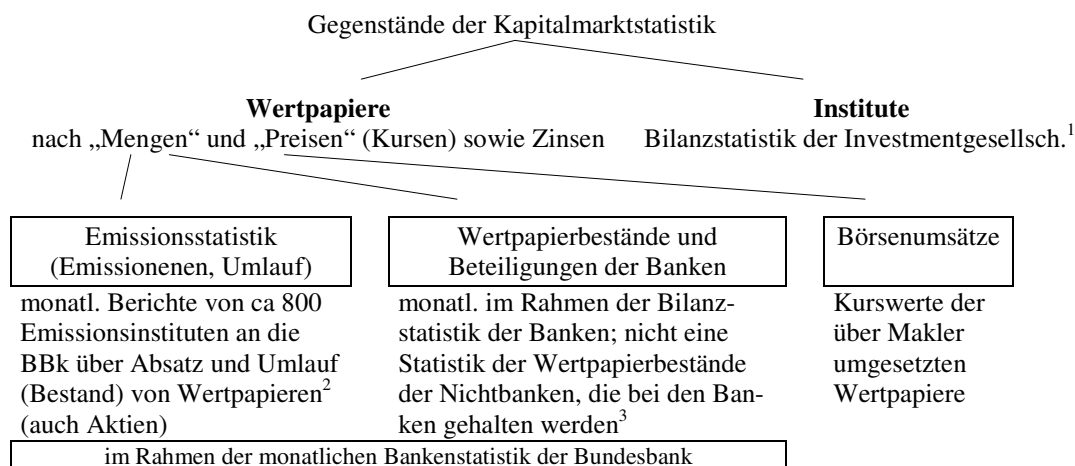 Gegenstände der Kapitalmarktstatistik
Wertpapiere
nach „Mengen“ und „Preisen“ (Kursen) sowie Zinsen
Institute
Bilanzstatistik der Investmentgesellsch.¹
Emissionsstatistik
(Emissionenen, Umlauf)
monatl. Berichte von ca 800
Emissionsinstituten an die
BBk über Absatz und Umlauf
(Bestand) von Wertpapieren²
(auch Aktien)
Wertpapierbestände und
Beteiligungen der Banken
monatl. im Rahmen der Bilanz-
statistik der Banken; nicht eine
Statistik der Wertpapierbestände
der Nichtbanken, die bei den Ban-
ken gehalten werden³
Börsenumsätze
Kurswerte der
über Makler
umgesetzten
Wertpapiere
im Rahmen der monatlichen Bankenstatistik der Bundesbank